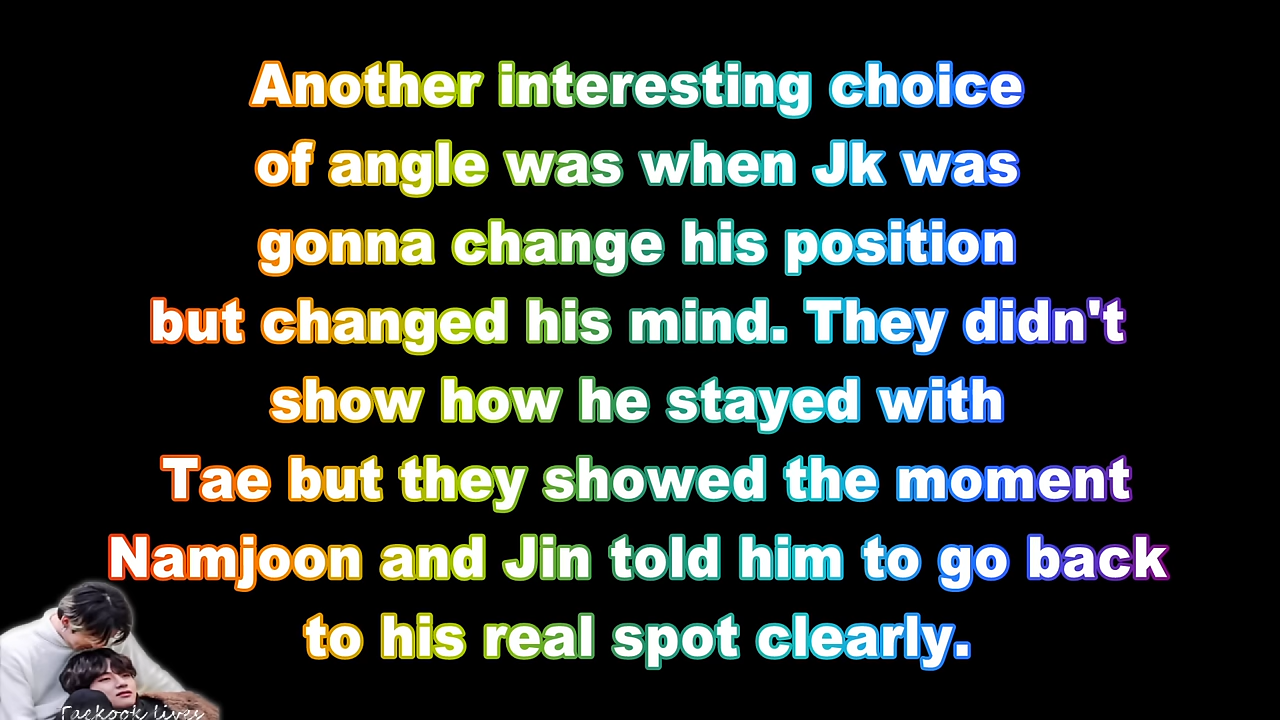 Another interesting choice
of angle was when Jk was
gonna change his position
but changed his mind. They didn't
show how he stayed with
Tae but they showed the moment
Namjoon and Jin told him to go back
to his real spot clearly.
Taekook lives